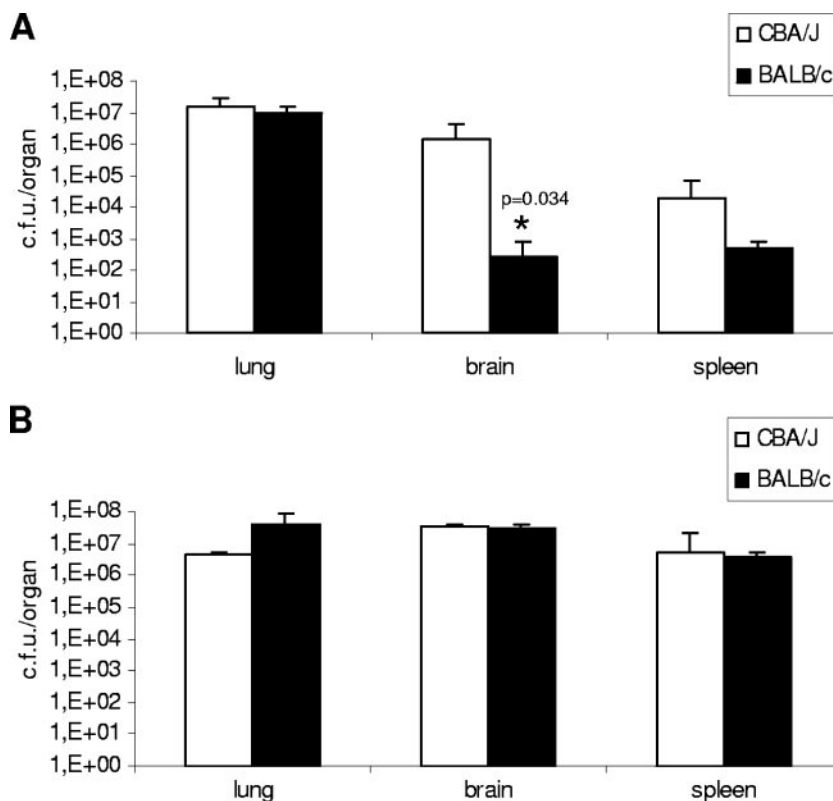 A
CBA/J
BALB/c
1,E+08
1,E+07
1,E+06
1,E+05
1,E+04
1,E+03
1,E+02
1,E+01
1,E+00
c.f.u./organ
p=0.034
*
lung brain spleen
B
CBA/J
BALB/c
1,E+08
1,E+07
1,E+06
1,E+05
1,E+04
1,E+03
1,E+02
1,E+01
1,E+00
c.f.u./organ
lung brain spleen